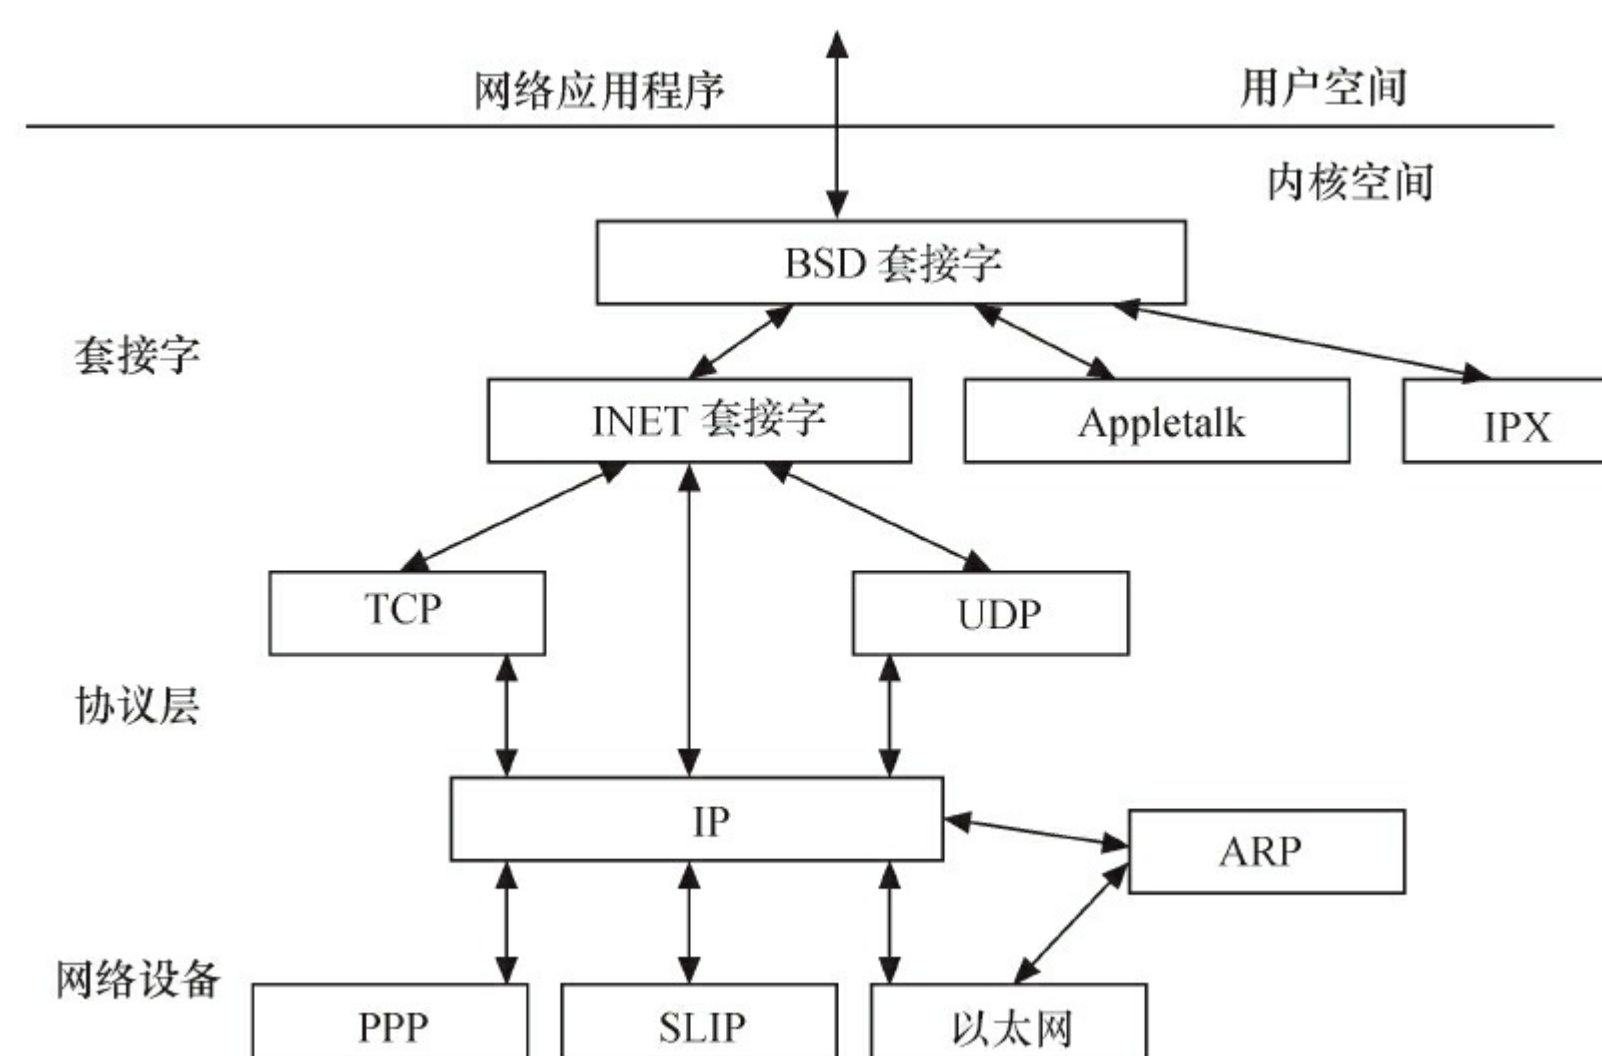 网络应用程序
用户空间
内核空间
BSD 套接字
套接字
INET 套接字
Appletalk
IPX
TCP
UDP
协议层
IP
ARP
网络设备
PPP
SLIP
以太网